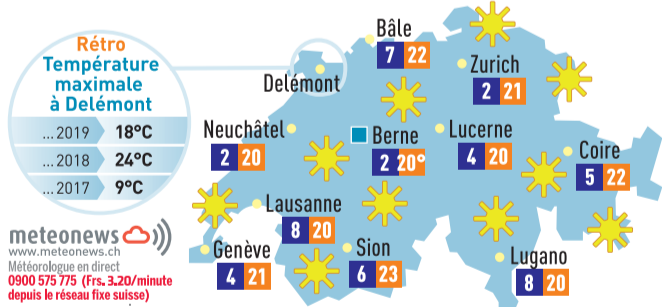 Rétro
Température
maximale
à Delémont
...2019 18°C
...2018 24°C
...2017 9°C
Bâle
7 22
Delémont
Zurich
2 21
Neuchâtel
2 20
Berne
2 20°
Lucerne
4 20
Coire
5 22
Lausanne
8 20
Genève
4 21
Sion
6 23
Lugano
8 20
meteonews
www.meteonews.ch
Météorologue en direct
0900 575 775 (Frs. 3.20/minute
depuis le réseau fixe suisse)